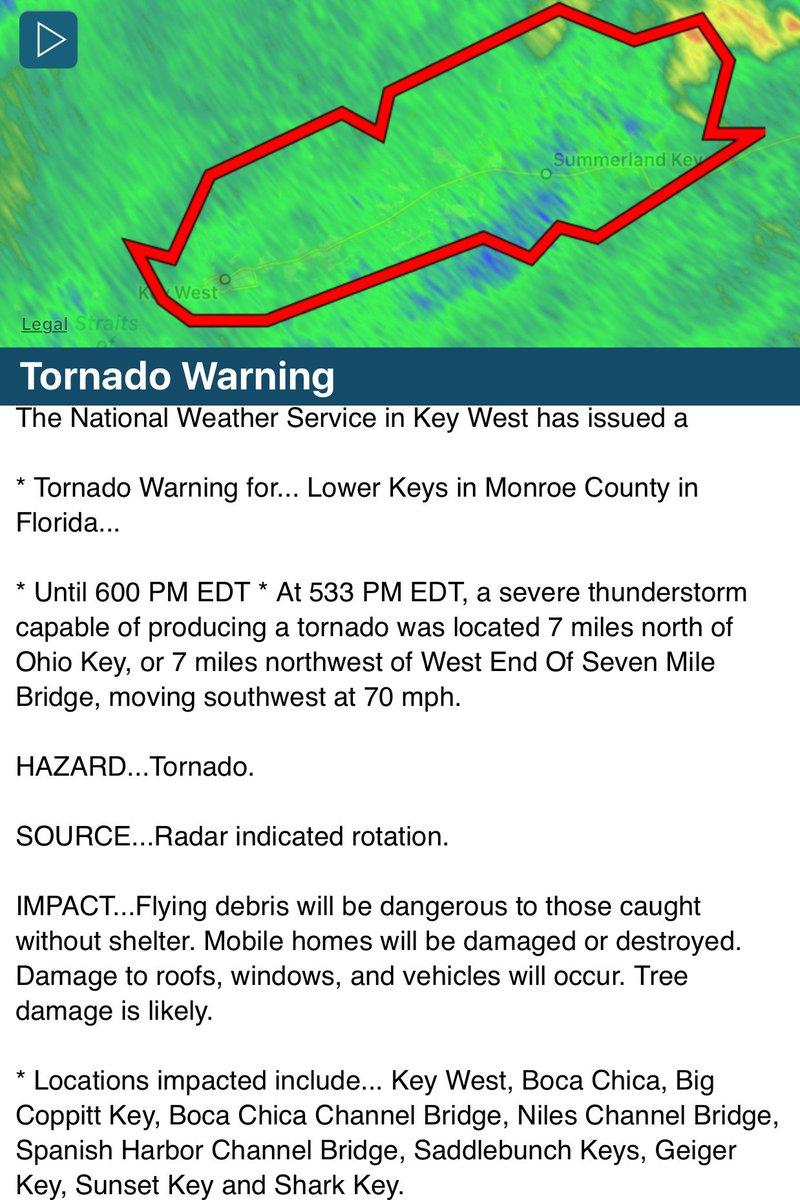 Summerland Key
Key West
Legal Straits
of
Tornado Warning
The National Weather Service in Key West has issued a
* Tornado Warning for... Lower Keys in Monroe County in
Florida...
* Until 600 PM EDT * At 533 PM EDT, a severe thunderstorm
capable of producing a tornado was located 7 miles north of
Ohio Key, or 7 miles northwest of West End Of Seven Mile
Bridge, moving southwest at 70 mph.
HAZARD...Tornado.
SOURCE...Radar indicated rotation.
IMPACT...Flying debris will be dangerous to those caught
without shelter. Mobile homes will be damaged or destroyed.
Damage to roofs, windows, and vehicles will occur. Tree
damage is likely.
* Locations impacted include... Key West, Boca Chica, Big
Coppitt Key, Boca Chica Channel Bridge, Niles Channel Bridge,
Spanish Harbor Channel Bridge, Saddlebunch Keys, Geiger
Key, Sunset Key and Shark Key.